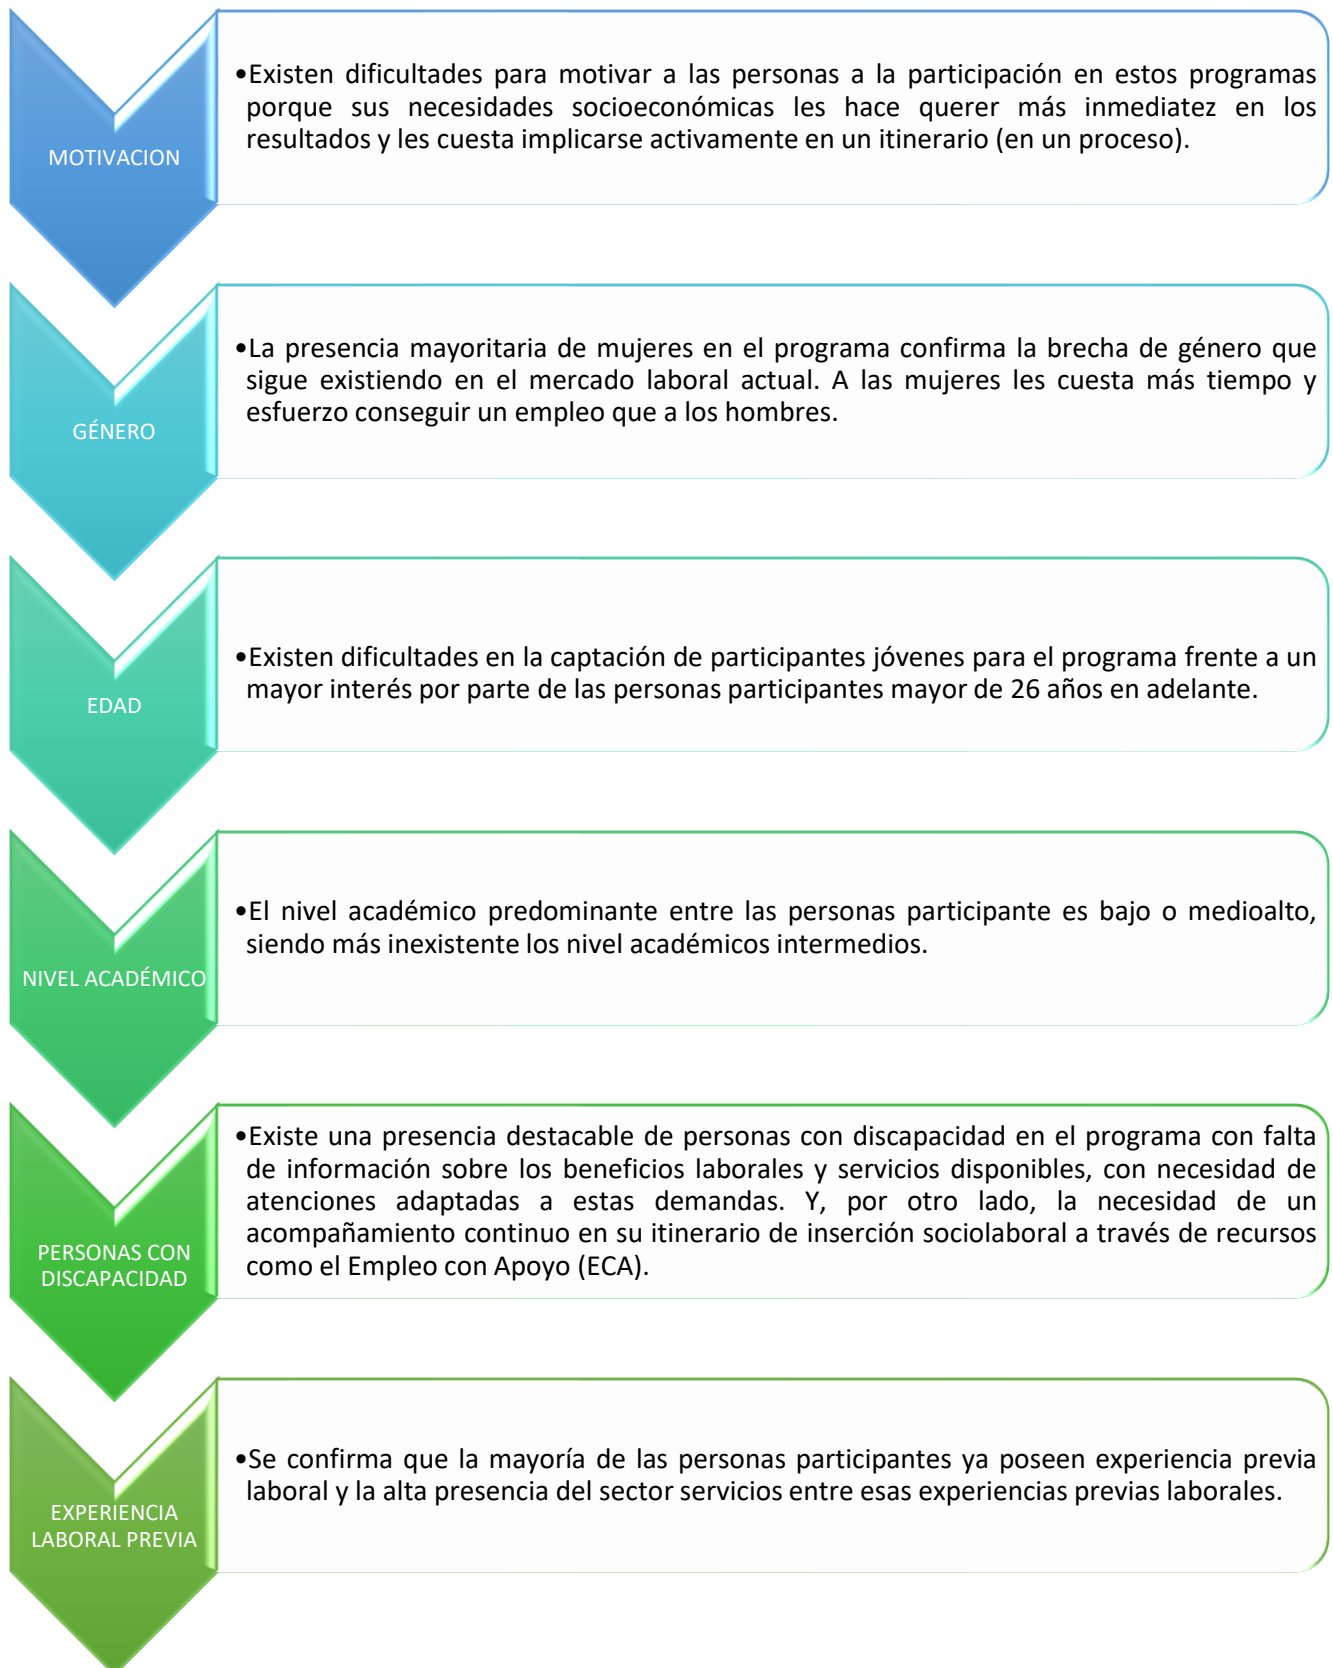 MOTIVACION
•Existen dificultades para motivar a las personas a la participación en estos programas
porque sus necesidades socioeconómicas les hace querer más inmediatez en los
resultados y les cuesta implicarse activamente en un itinerario (en un proceso).
GÉNERO
•La presencia mayoritaria de mujeres en el programa confirma la brecha de género que
sigue existiendo en el mercado laboral actual. A las mujeres les cuesta más tiempo y
esfuerzo conseguir un empleo que a los hombres.
EDAD
•Existen dificultades en la captación de participantes jóvenes para el programa frente a un
mayor interés por parte de las personas participantes mayor de 26 años en adelante.
NIVEL ACADÉMICO
•El nivel académico predominante entre las personas participante es bajo o medioalto,
siendo más inexistente los nivel académicos intermedios.
PERSONAS CON
DISCAPACIDAD
•Existe una presencia destacable de personas con discapacidad en el programa con falta
de información sobre los beneficios laborales y servicios disponibles, con necesidad de
atenciones adaptadas a estas demandas. Y, por otro lado, la necesidad de un
acompañamiento continuo en su itinerario de inserción sociolaboral a través de recursos
como el Empleo con Apoyo (ECA).
EXPERIENCIA
LABORAL PREVIA
•Se confirma que la mayoría de las personas participantes ya poseen experiencia previa
laboral y la alta presencia del sector servicios entre esas experiencias previas laborales.